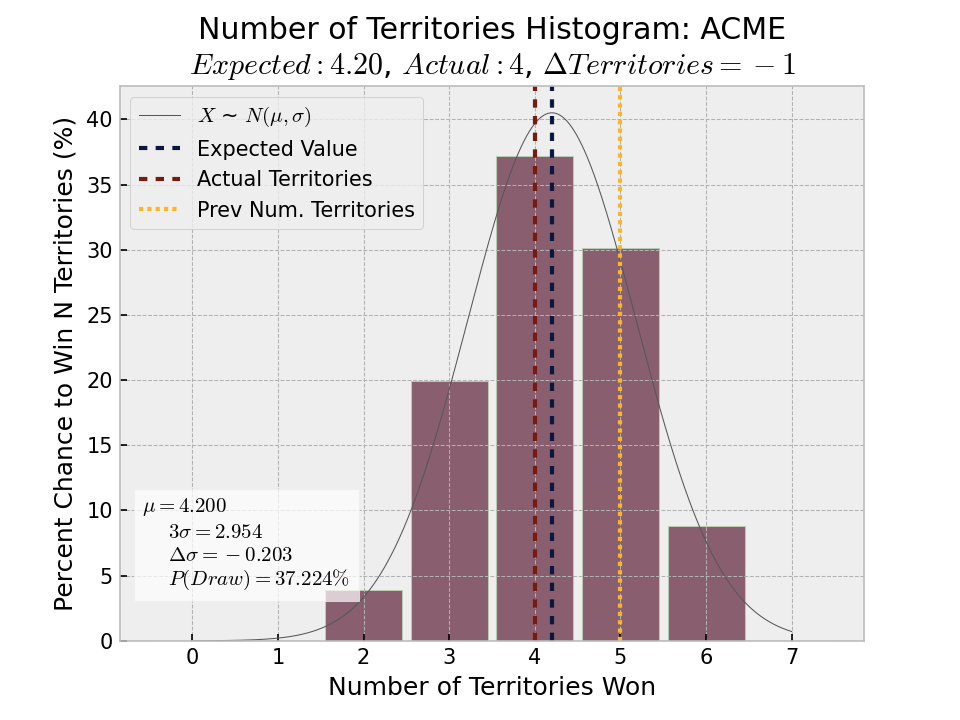 Number of Territories Histogram: ACME
Expected : 4.20, Actual : 4, ΔTerritories = −1
X ~ N(μ, σ)
Expected Value
Actual Territories
Prev Num. Territories
Percent Chance to Win N Territories (%)
40
35
30
25
20
15
10
5
0
μ = 4.200
3σ = 2.954
Δσ = −0.203
P(Draw) = 37.224%
0 1 2 3 4 5 6 7
Number of Territories Won